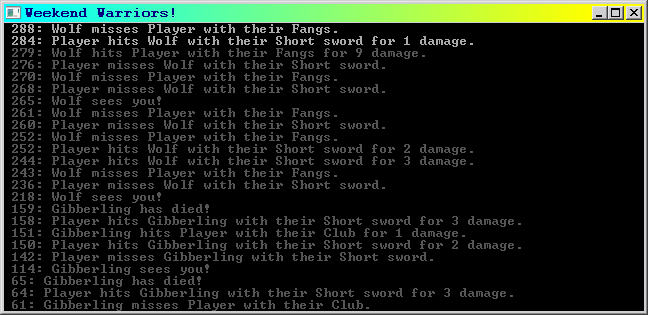 Weekend Warriors!
288: Wolf misses Player with their Fangs.
284: Player hits Wolf with their Short sword for 1 damage.
279: Wolf hits Player with their Fangs for 9 damage.
276: Player misses Wolf with their Short sword.
270: Wolf misses Player with their Fangs.
268: Player misses Wolf with their Short sword.
265: Wolf sees you!
261: Wolf misses Player with their Fangs.
260: Player misses Wolf with their Short sword.
252: Wolf misses Player with their Fangs.
252: Player hits Wolf with their Short sword for 2 damage.
244: Player hits Wolf with their Short sword for 3 damage.
243: Wolf misses Player with their Fangs.
236: Player misses Wolf with their Short sword.
218: Wolf sees you!
159: Gibberling has died!
158: Player hits Gibberling with their Short sword for 3 damage.
151: Gibberling hits Player with their Club for 1 damage.
150: Player hits Gibberling with their Short sword for 2 damage.
142: Player misses Gibberling with their Short sword.
114: Gibberling sees you!
65: Gibberling has died!
64: Player hits Gibberling with their Short sword for 3 damage.
61: Gibberling misses Player with their Club.